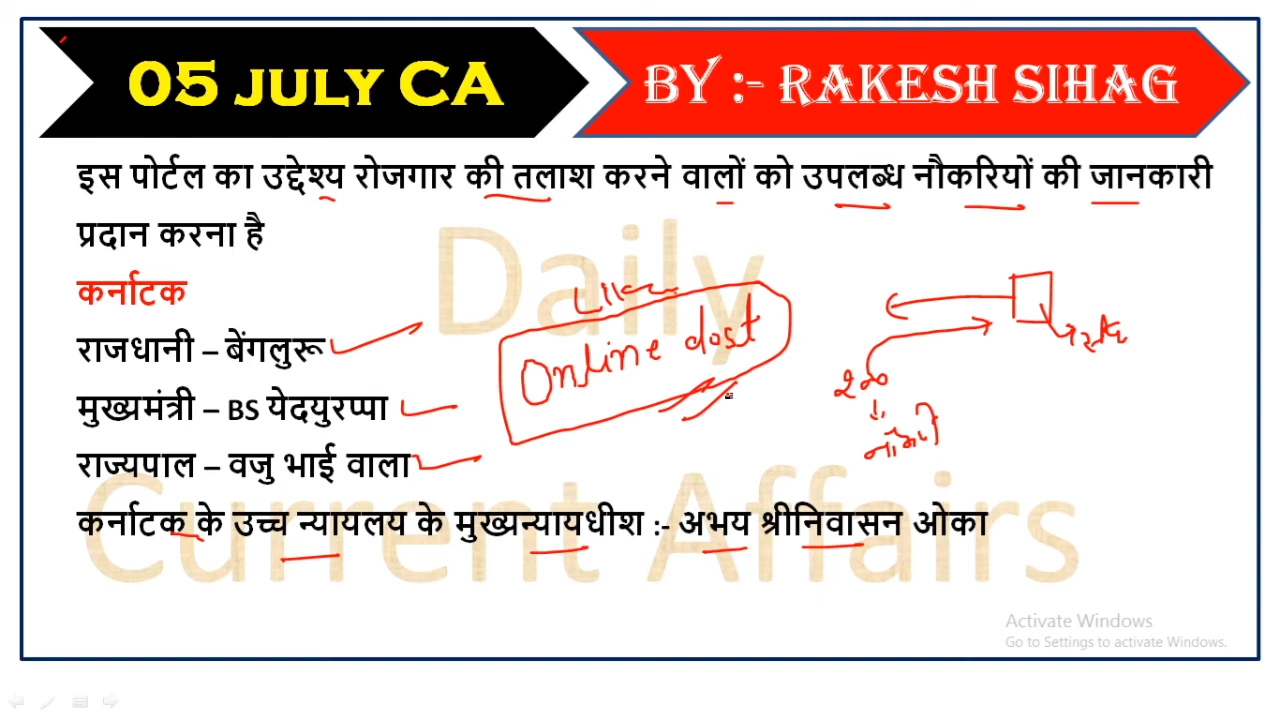 05 JULY CA
BY :- RAKESH SIHAG
इस पोर्टल का उद्देश्य रोजगार की तलाश करने वालों को उपलब्ध नौकरियों की जानकारी
प्रदान करना है
कर्नाटक
राजधानी – बेंगलुरू
मुख्यमंत्री – BS येदयुरप्पा
राज्यपाल – वजु भाई वाला
कर्नाटक के उच्च न्यायलय के मुख्यन्यायधीश :- अभय श्रीनिवासन ओका
Online dost
Daily
Current Affairs
Activate Windows
Go to Settings to activate Windows.